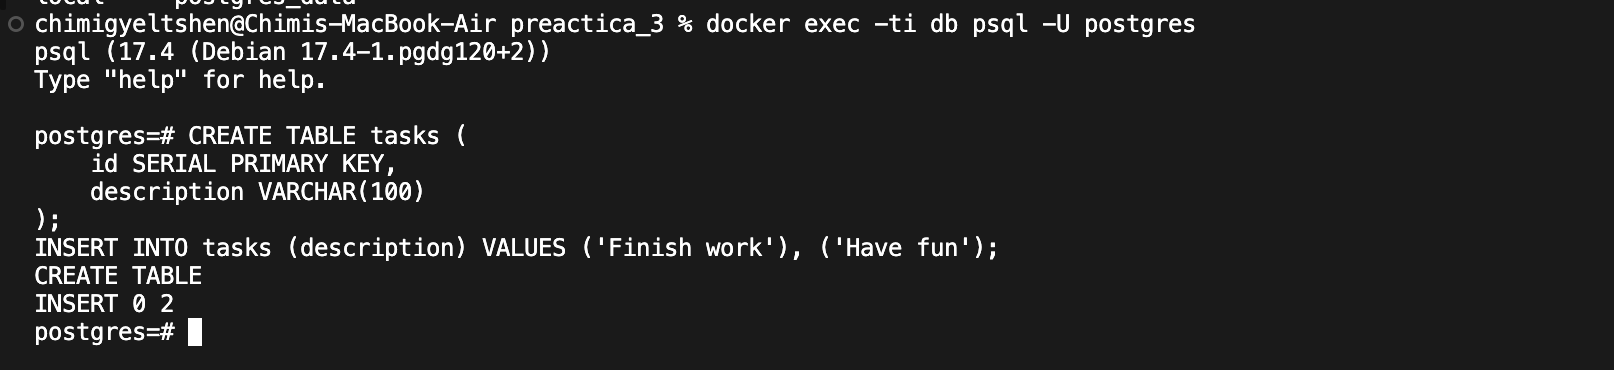 local     postgres_data
chimigyeltshen@Chimis-MacBook-Air preactica_3 % docker exec -ti db psql -U postgres
psql (17.4 (Debian 17.4-1.pgdg120+2))
Type "help" for help.

postgres=# CREATE TABLE tasks (
    id SERIAL PRIMARY KEY,
    description VARCHAR(100)
);
INSERT INTO tasks (description) VALUES ('Finish work'), ('Have fun');
CREATE TABLE
INSERT 0 2
postgres=#